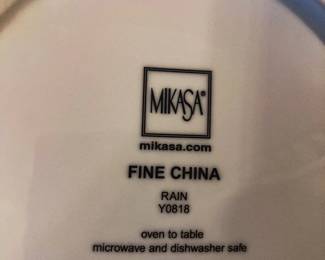 MIKASA®
mikasa.com
FINE CHINA
RAIN
Y0818
oven to table
microwave and dishwasher safe